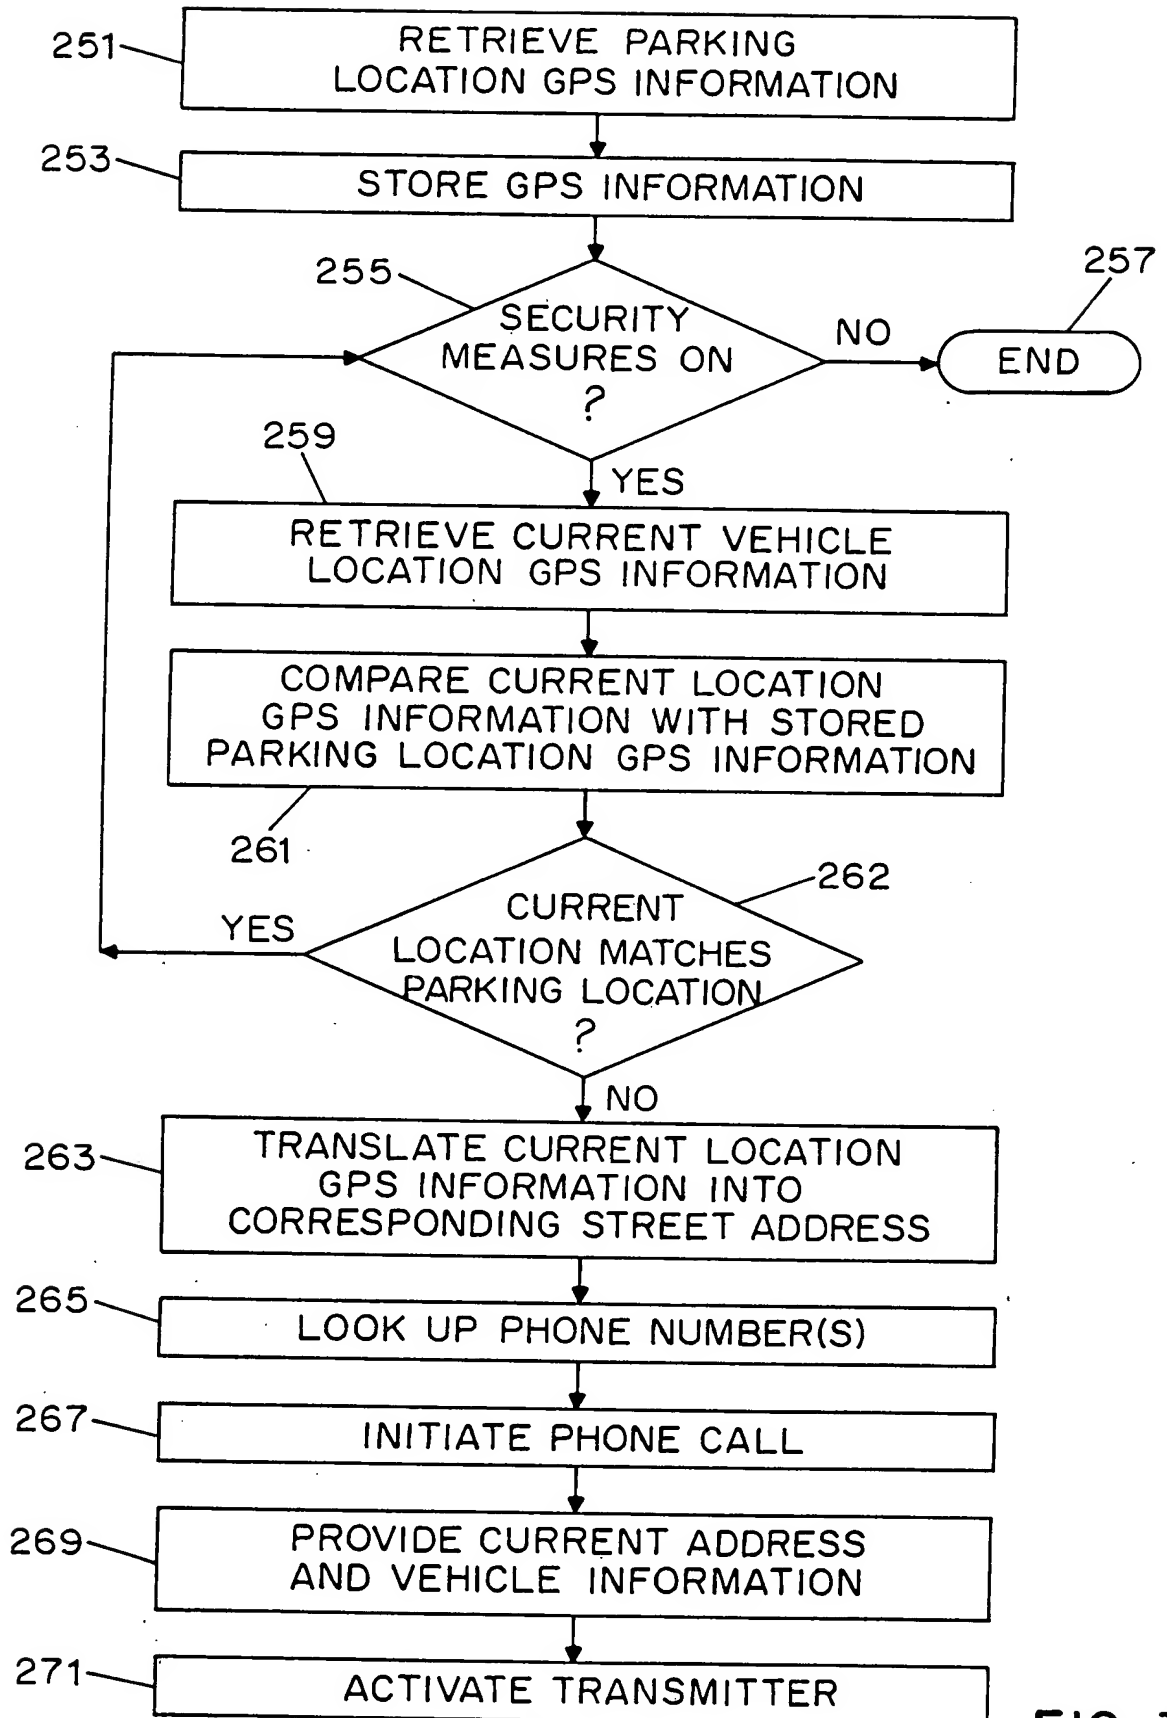 251
RETRIEVE PARKING
LOCATION GPS INFORMATION
253
STORE GPS INFORMATION
255
SECURITY
MEASURES ON
?
NO
257
END
YES
259
RETRIEVE CURRENT VEHICLE
LOCATION GPS INFORMATION
COMPARE CURRENT LOCATION
GPS INFORMATION WITH STORED
PARKING LOCATION GPS INFORMATION
261
262
CURRENT
LOCATION MATCHES
PARKING LOCATION
?
YES
NO
263
TRANSLATE CURRENT LOCATION
GPS INFORMATION INTO
CORRESPONDING STREET ADDRESS
265
LOOK UP PHONE NUMBER(S)
267
INITIATE PHONE CALL
269
PROVIDE CURRENT ADDRESS
AND VEHICLE INFORMATION
271
ACTIVATE TRANSMITTER
FIG.